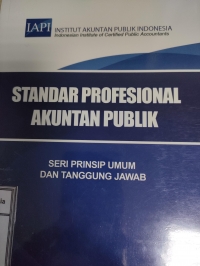 IAPI
INSTITUT AKUNTAN PUBLIK INDONESIA
Indonesian Institute of Certified Public Accountants
STANDAR PROFESIONAL
AKUNTAN PUBLIK
SERI PRINSIP UMUM
DAN TANGGUNG JAWAB